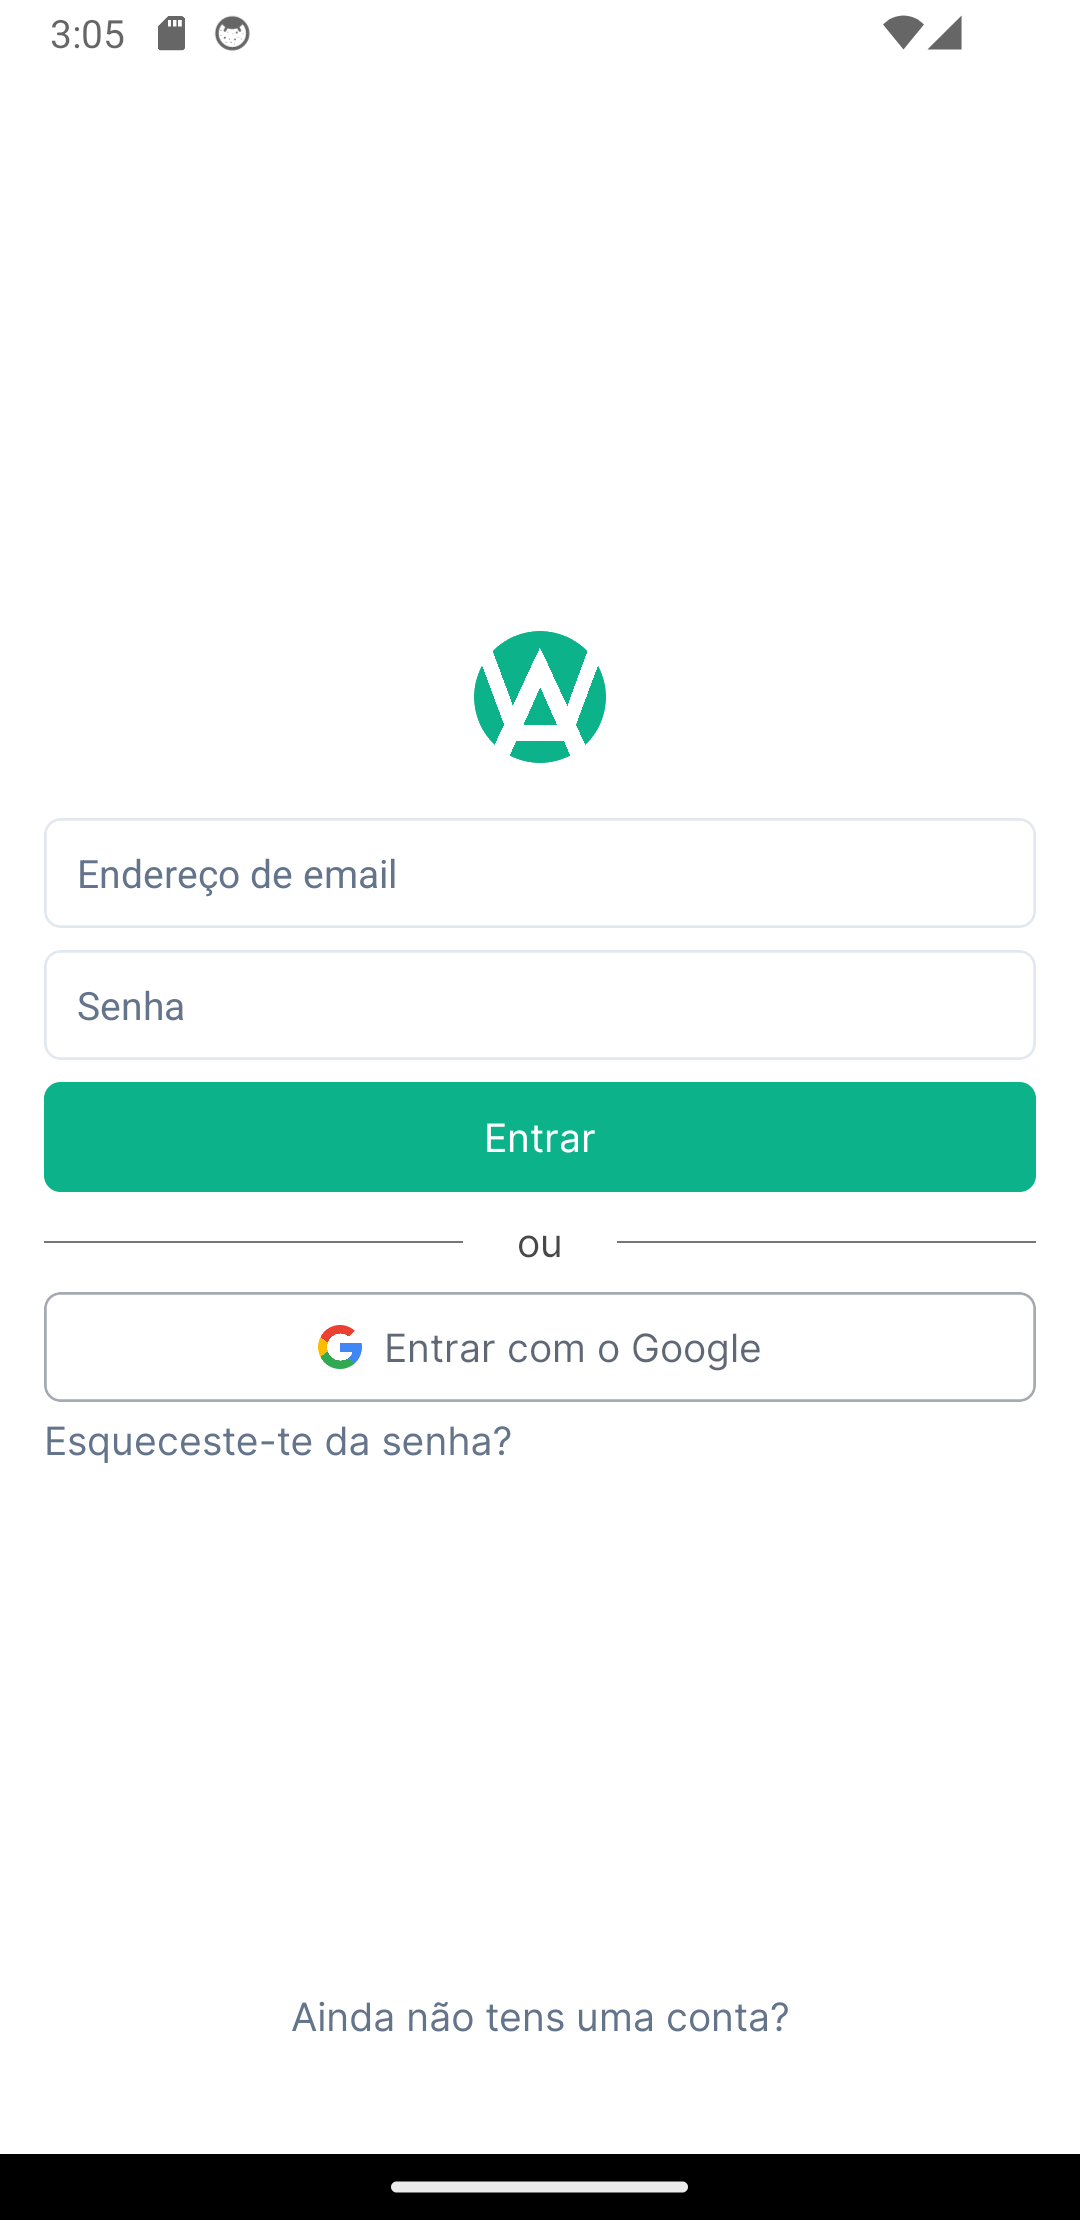 3:05
Endereço de email
Senha
Entrar
ou
Entrar com o Google
Esqueceste-te da senha?
Ainda não tens uma conta?